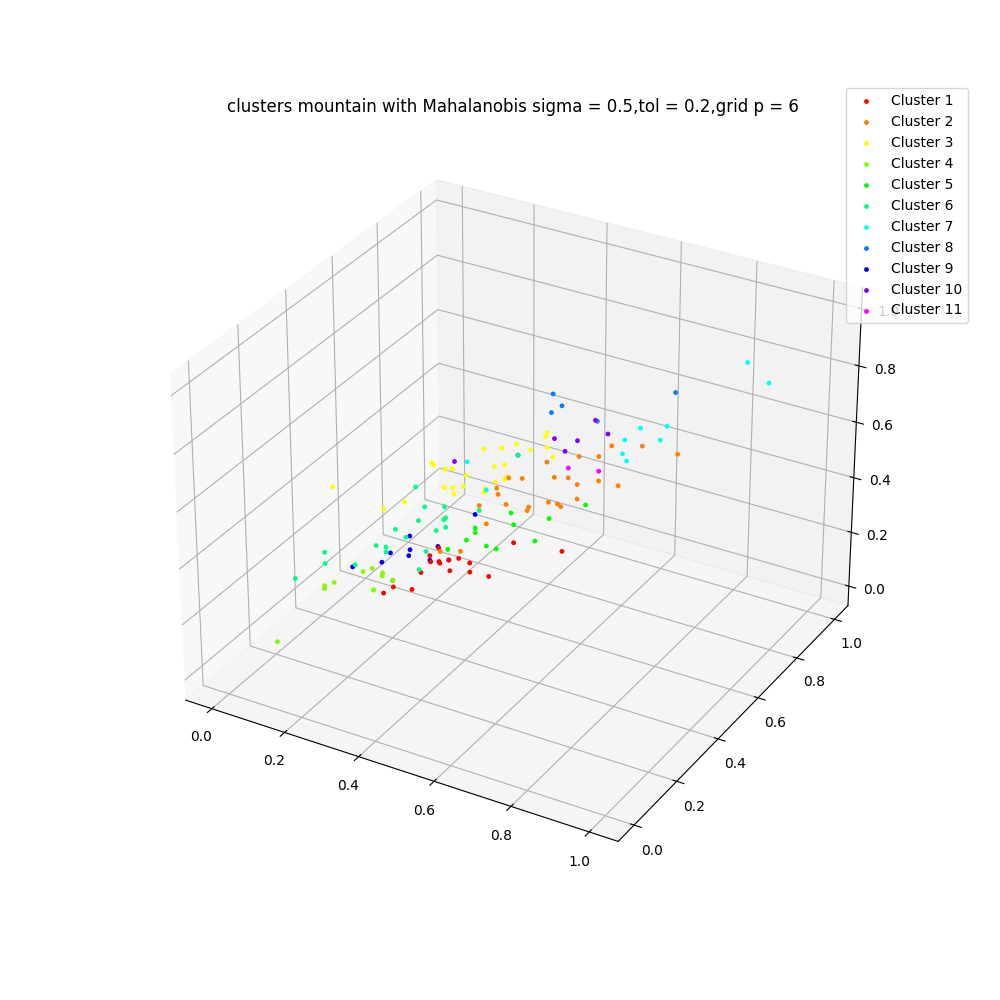 clusters mountain with Mahalanobis sigma = 0.5,tol = 0.2,grid p = 6
Cluster 1
Cluster 2
Cluster 3
Cluster 4
Cluster 5
Cluster 6
Cluster 7
Cluster 8
Cluster 9
Cluster 10
Cluster 11
1.0
0.8
0.6
0.4
0.2
0.0
1.0
0.8
0.6
0.4
0.2
0.0
0.0
0.2
0.4
0.6
0.8
1.0